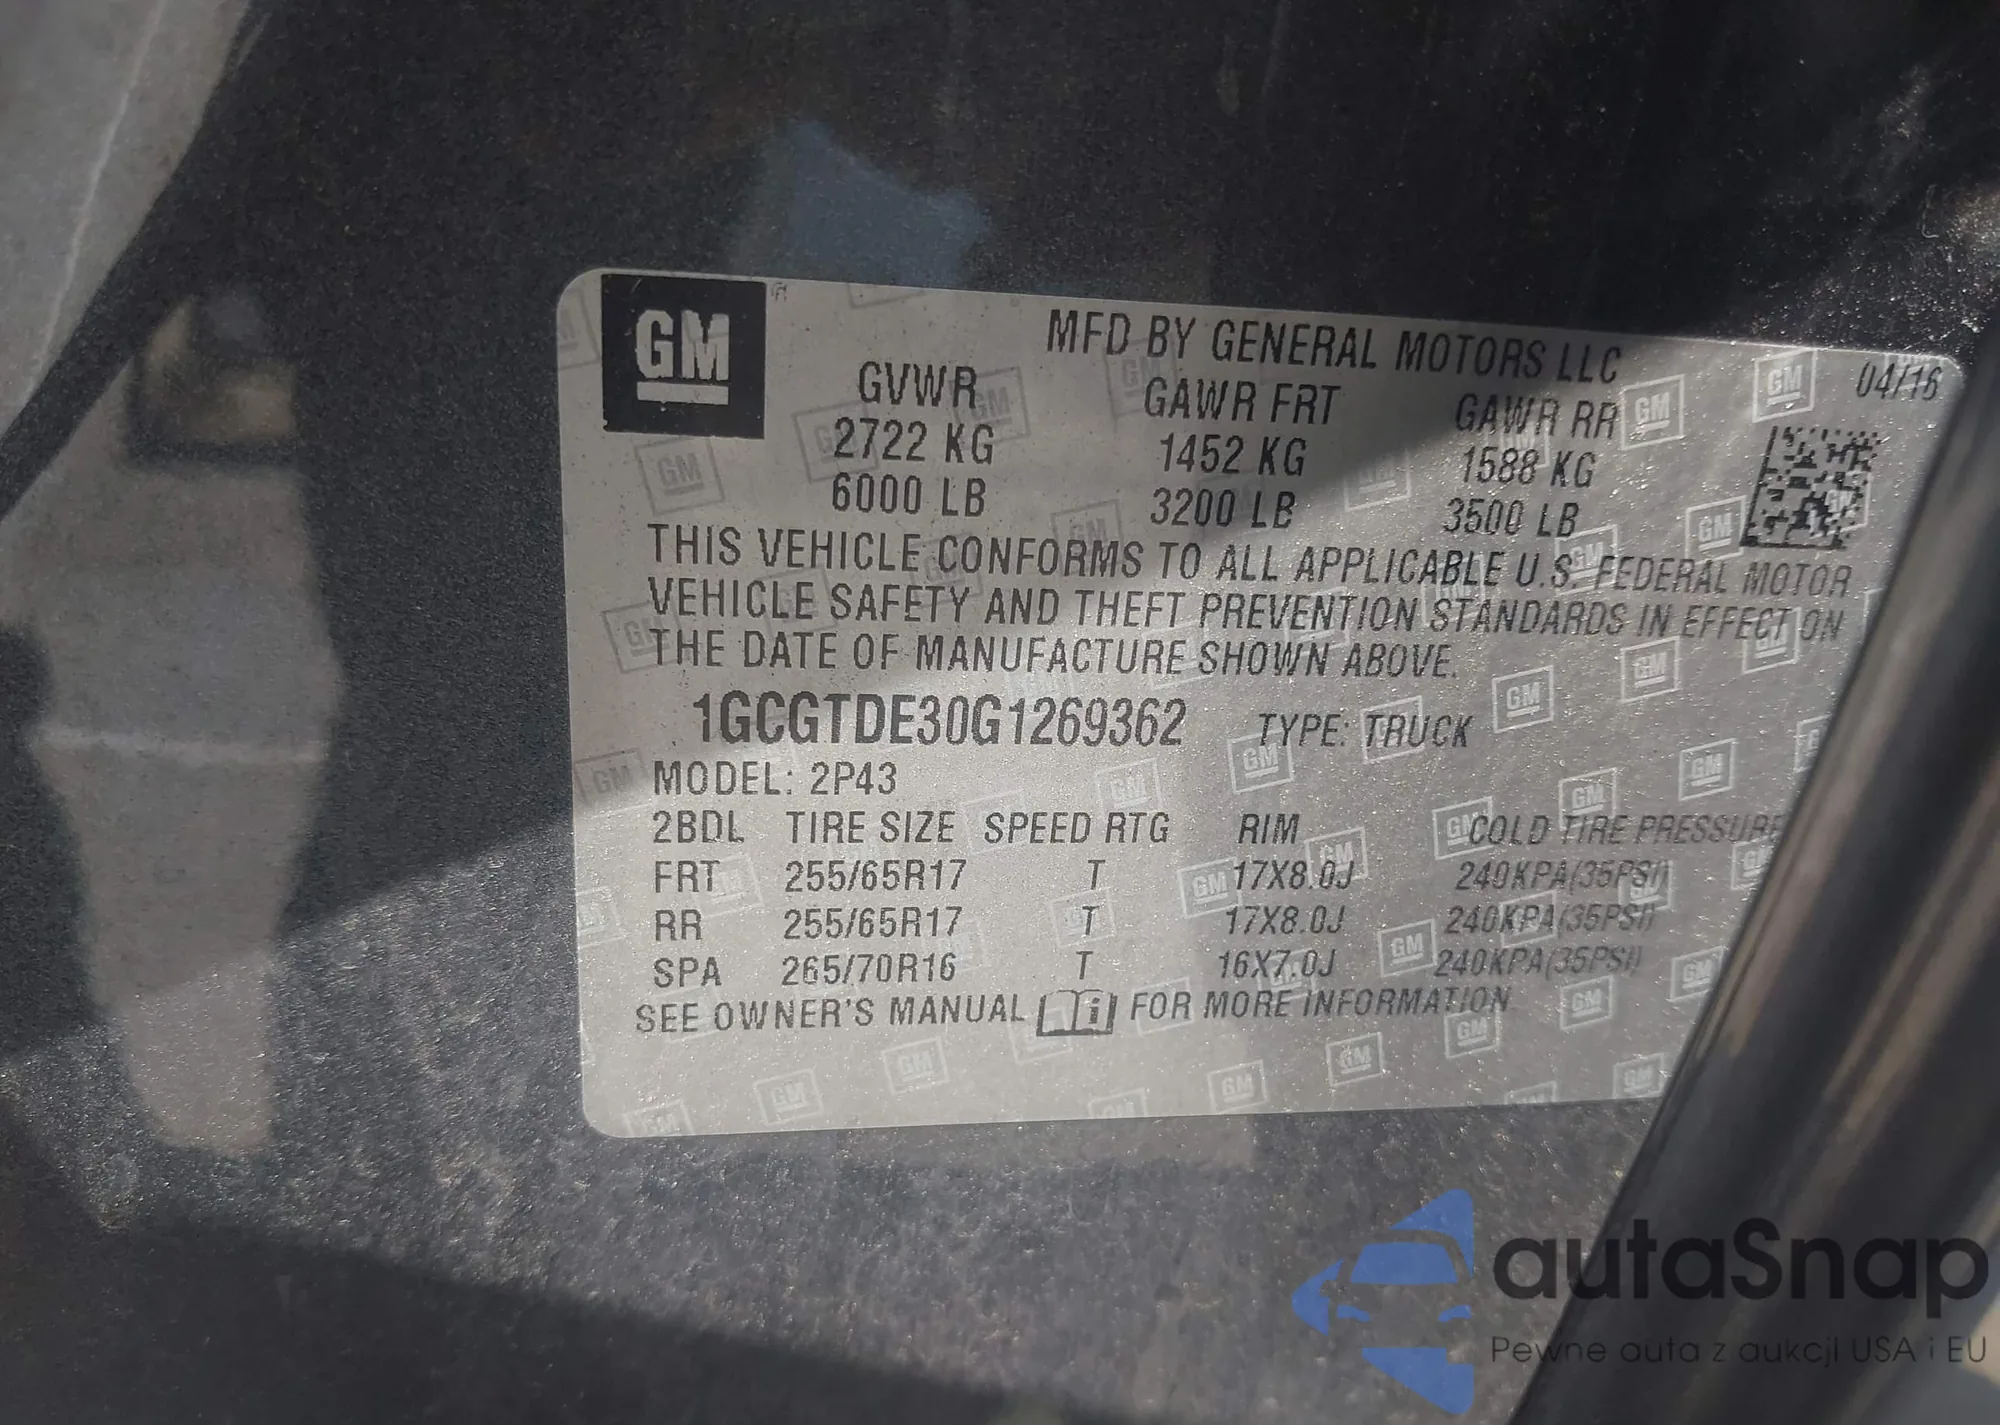 GM
MFD BY GENERAL MOTORS LLC
04/16
GVWR GAWR FRT GAWR RR
2722 KG 1452 KG 1588 KG
6000 LB 3200 LB 3500 LB
THIS VEHICLE CONFORMS TO ALL APPLICABLE U.S. FEDERAL MOTOR
VEHICLE SAFETY AND THEFT PREVENTION STANDARDS IN EFFECT ON
THE DATE OF MANUFACTURE SHOWN ABOVE.
1GCGTDE30G1269362 TYPE: TRUCK
MODEL: 2P43
2BDL TIRE SIZE SPEED RTG RIM COLD TIRE PRESSURE
FRT 255/65R17 T 17X8.0J 240KPA(35PSI)
RR 255/65R17 T 17X8.0J 240KPA(35PSI)
SPA 265/70R16 T 16X7.0J 240KPA(35PSI)
SEE OWNER'S MANUAL FOR MORE INFORMATION
autaSnap
Pewne auta z aukcji USA i EU